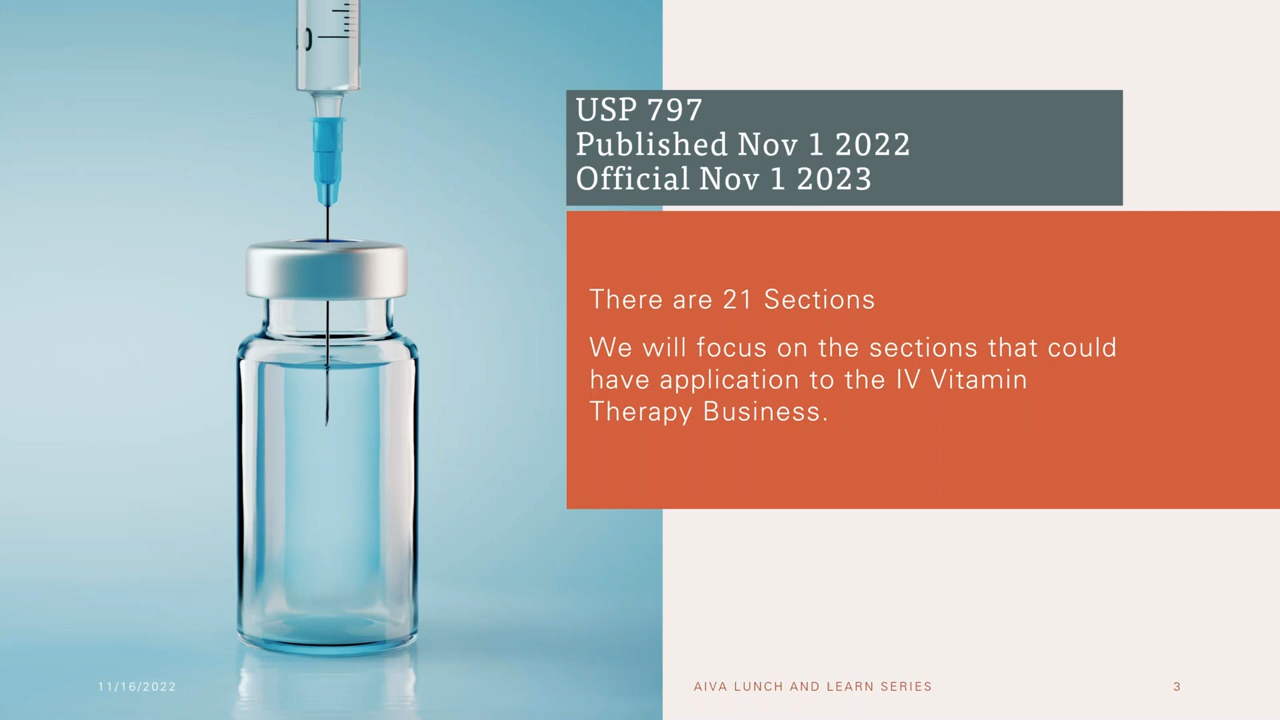 USP 797
Published Nov 1 2022
Official Nov 1 2023
There are 21 Sections
We will focus on the sections that could
have application to the IV Vitamin
Therapy Business.
11/16/2022
AIVA LUNCH AND LEARN SERIES
3